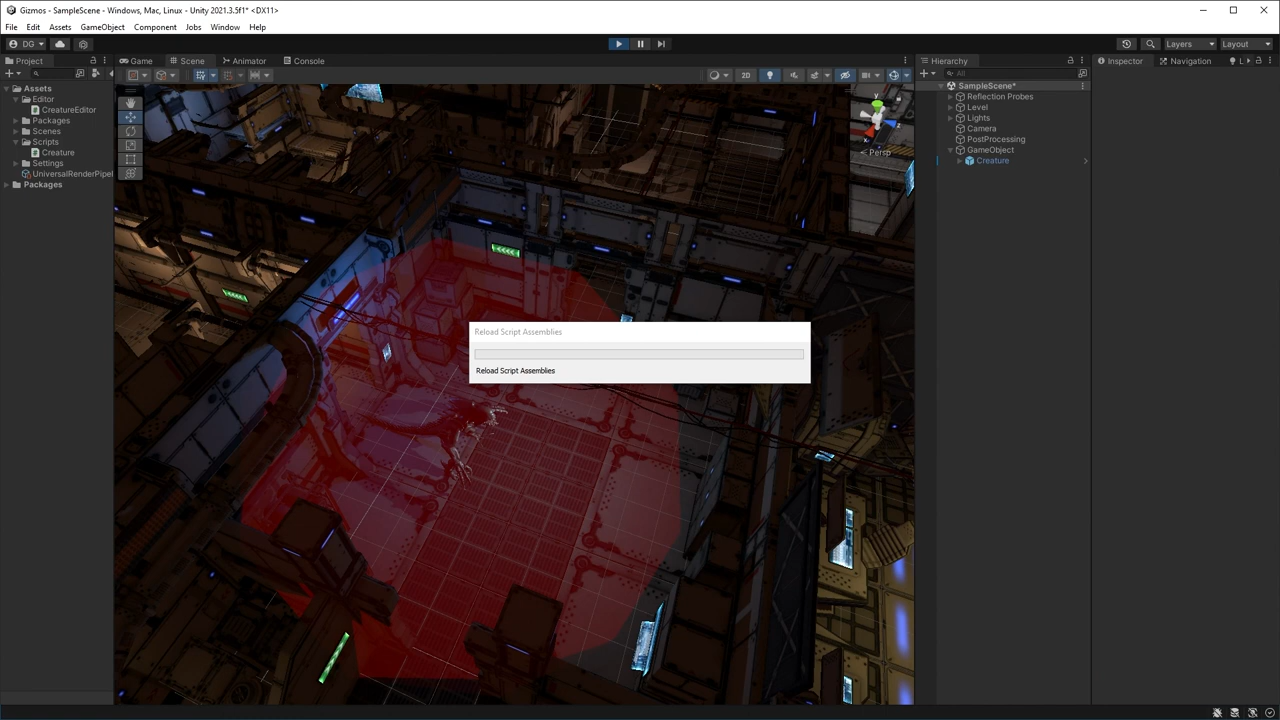 Gizmos - SampleScene - Windows, Mac, Linux - Unity 2021.3.5f1* <DX11>
File Edit Assets GameObject Component Jobs Window Help
DG Layers Layout
Project Game Scene Animator Console Hierarchy Inspector Navigation L
2D All
Assets
Editor
CreatureEditor
Packages
Scenes
Scripts
Creature
Settings
UniversalRenderPipel
Packages
y
z
x
< Persp
Reload Script Assemblies
Reload Script Assemblies
SampleScene*
Reflection Probes
Level
Lights
Camera
PostProcessing
GameObject
Creature